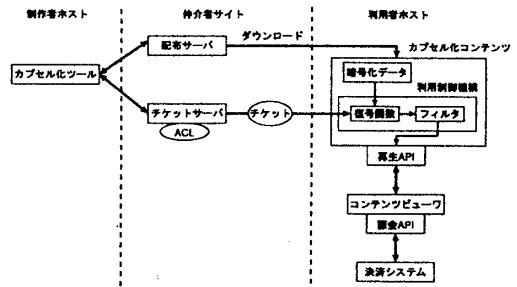 制作者ホスト
仲介者サイト
利用者ホスト
配布サーバ
ダウンロード
カプセル化コンテンツ
カプセル化ツール
暗号化データ
利用制御機構
チケットサーバ
チケット
復号関数
フィルタ
ACL
再生API
コンテンツビューワ
課金API
決済システム